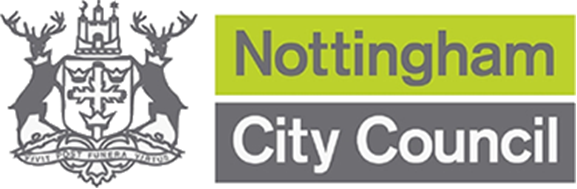 Nottingham
City Council
VIVIT POST FUNERA VIRTUS